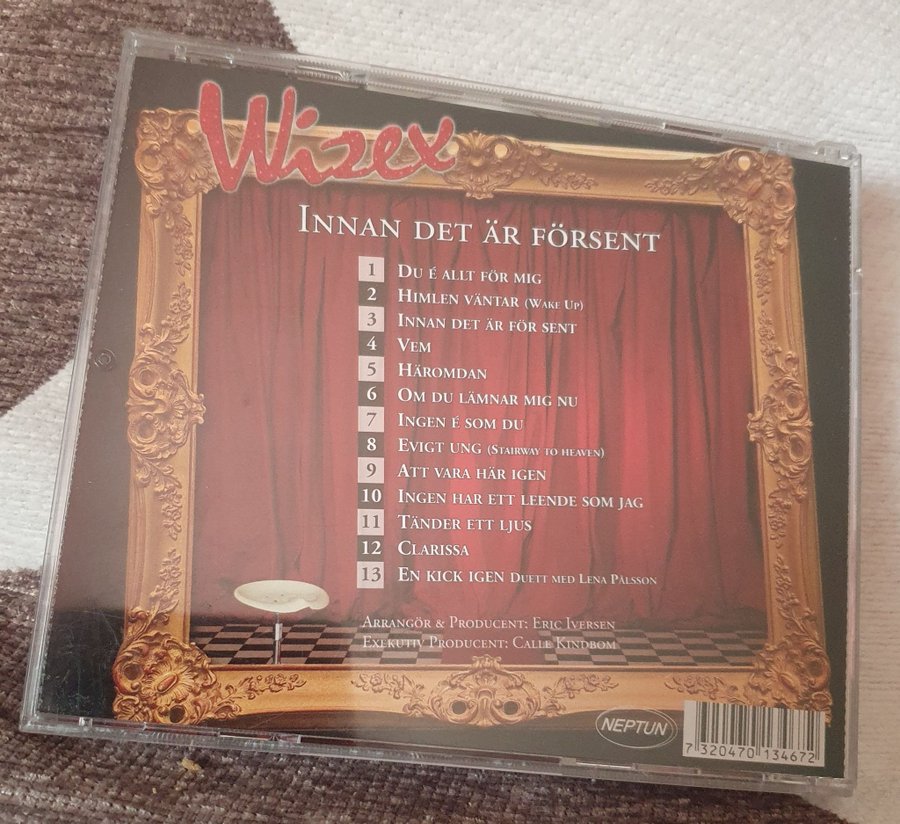 Wizex
INNAN DET ÄR FÖRSENT
1 DU É ALLT FÖR MIG
2 HIMLEN VÄNTAR (WAKE UP)
3 INNAN DET ÄR FÖR SENT
4 VEM
5 HÄROMDAN
6 OM DU LÄMNAR MIG NU
7 INGEN É SOM DU
8 EVIGT UNG (STAIRWAY TO HEAVEN)
9 ATT VARA HÄR IGEN
10 INGEN HAR ETT LEENDE SOM JAG
11 TÄNDER ETT LJUS
12 CLARISSA
13 EN KICK IGEN DUETT MED LENA PÅLSSON
ARRANGÖR & PRODUCENT: ERIC IVERSEN
EXEKUTIV PRODUCENT: CALLE KINDBOM
NEPTUN
7 320470 134672